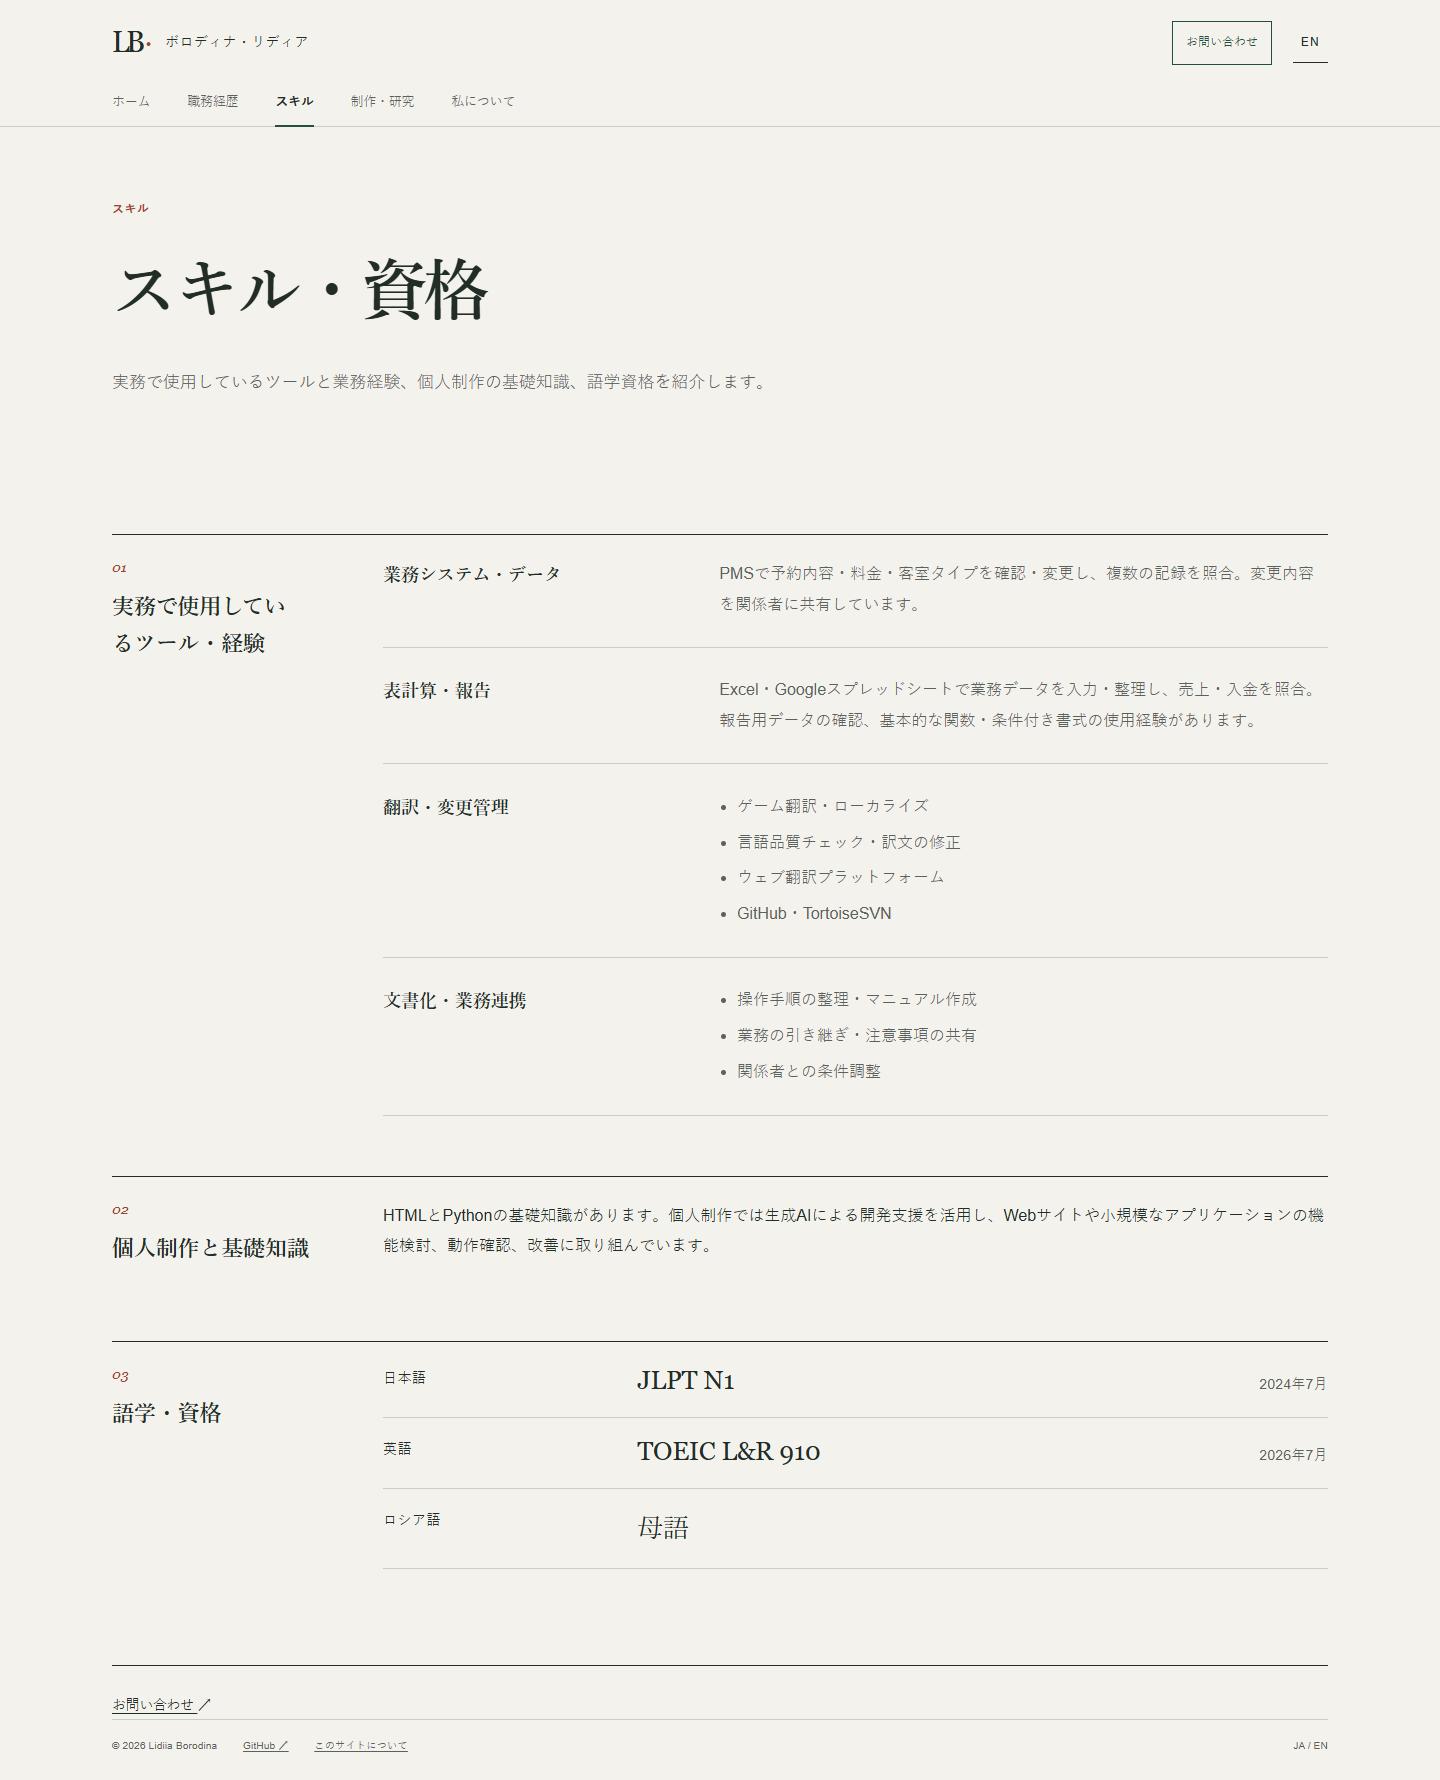 LB· ボロディナ・リディア
お問い合わせ
EN
ホーム 職務経歴 スキル 制作・研究 私について
スキル
スキル・資格
実務で使用しているツールと業務経験、個人制作の基礎知識、語学資格を紹介します。
01
実務で使用してい
るツール・経験
業務システム・データ
PMSで予約内容・料金・客室タイプを確認・変更し、複数の記録を照合。変更内容
を関係者に共有しています。
表計算・報告
Excel・Googleスプレッドシートで業務データを入力・整理し、売上・入金を照合。
報告用データの確認、基本的な関数・条件付き書式の使用経験があります。
翻訳・変更管理
• ゲーム翻訳・ローカライズ
• 言語品質チェック・訳文の修正
• ウェブ翻訳プラットフォーム
• GitHub・TortoiseSVN
文書化・業務連携
• 操作手順の整理・マニュアル作成
• 業務の引き継ぎ・注意事項の共有
• 関係者との条件調整
02
個人制作と基礎知識
HTMLとPythonの基礎知識があります。個人制作では生成AIによる開発支援を活用し、Webサイトや小規模なアプリケーションの機
能検討、動作確認、改善に取り組んでいます。
03
語学・資格
日本語 JLPT N1 2024年7月
英語 TOEIC L&R 910 2026年7月
ロシア語 母語
お問い合わせ ／
© 2026 Lidiia Borodina GitHub ／ このサイトについて JA / EN